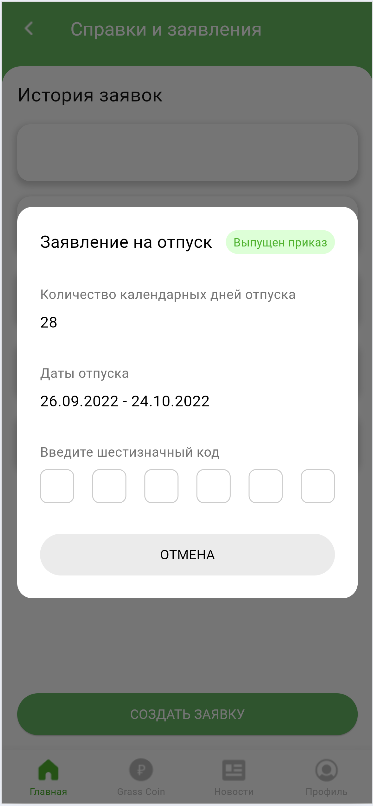 Справки и заявления
История заявок
Заявление на отпуск
Выпущен приказ
Количество календарных дней отпуска
28
Даты отпуска
26.09.2022 - 24.10.2022
Введите шестизначный код
ОТМЕНА
СОЗДАТЬ ЗАЯВКУ
Главная
Grass Coin
Новости
Профиль